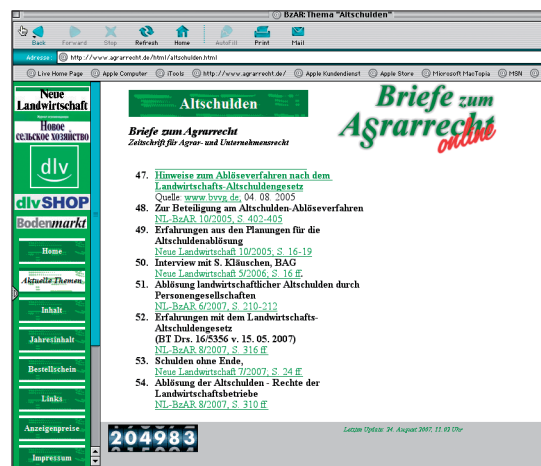 BzAR: Thema "Altschulden"
Back Forward Stop Refresh Home AutoFill Print Mail
Adresse: http://www.agrarrecht.de/html/altschulden.html
Live Home Page Apple Computer iTools http://www.agrarrecht.de/ Apple Kundendienst Apple Store Microsoft MacTopia MSN
Neue
Landwirtschaft
Новое
сельское хозяйство
dlv
dlvSHOP
Bodenmarkt
Home
Aktuelle Themen
Inhalt
Jahresinhalt
Bestellschein
Links
Anzeigenpreise
Impressum
Altschulden
Briefe zum
Agrarrecht
online
Briefe zum Agrarrecht
Zeitschrift für Agrar- und Unternehmensrecht
47. Hinweise zum Ablöseverfahren nach dem
Landwirtschafts-Altschuldengesetz
Quelle: www.bvvg.de; 04. 08. 2005
48. Zur Beteiligung am Altschulden-Ablöseverfahren
NL-BzAR 10/2005, S. 402-405
49. Erfahrungen aus den Planungen für die
Altschuldenablösung
Neue Landwirtschaft 10/2005; S. 16-19
50. Interview mit S. Kläuschen, BAG
Neue Landwirtschaft 5/2006; S. 16 ff.
51. Ablösung landwirtschaftlicher Altschulden durch
Personengesellschaften
NL-BzAR 6/2007, S. 210-212
52. Erfahrungen mit dem Landwirtschafts-
Altschuldengesetz
(BT Drs. 16/5356 v. 15. 05. 2007)
NL-BzAR 8/2007, S. 316 ff
53. Schulden ohne Ende,
Neue Landwirtschaft 7/2007; S. 24 ff.
54. Ablösung der Altschulden - Rechte der
Landwirtschaftsbetriebe
NL-BzAR 8/2007, S. 310 ff
204983
Letztes Update: 24. August 2007, 11.02 Uhr